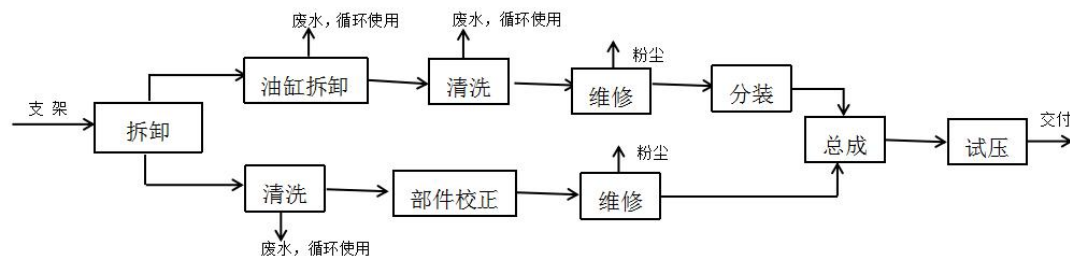 废水，循环使用
废水，循环使用
油缸拆卸
清洗
粉尘
维修
分装
支 架
拆卸
总成
试压
交付
清洗
部件校正
粉尘
维修
废水，循环使用